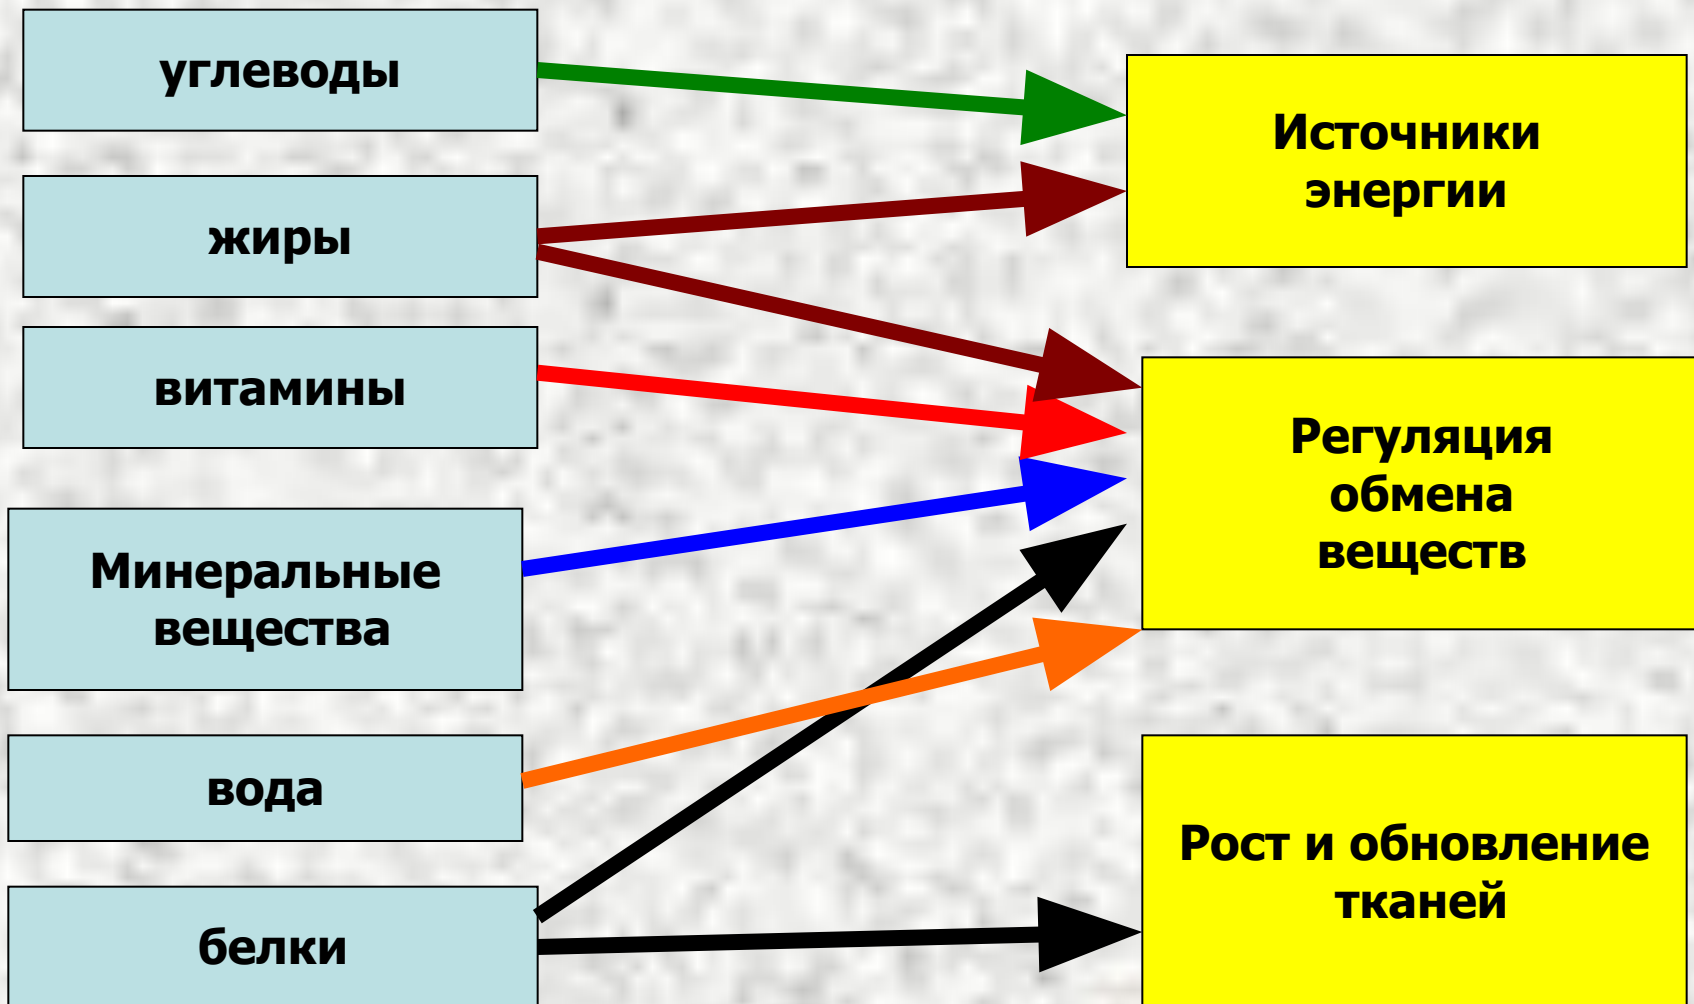 углеводы
жиры
витамины
Минеральные
вещества
вода
белки
Источники
энергии
Регуляция
обмена
веществ
Рост и обновление
тканей